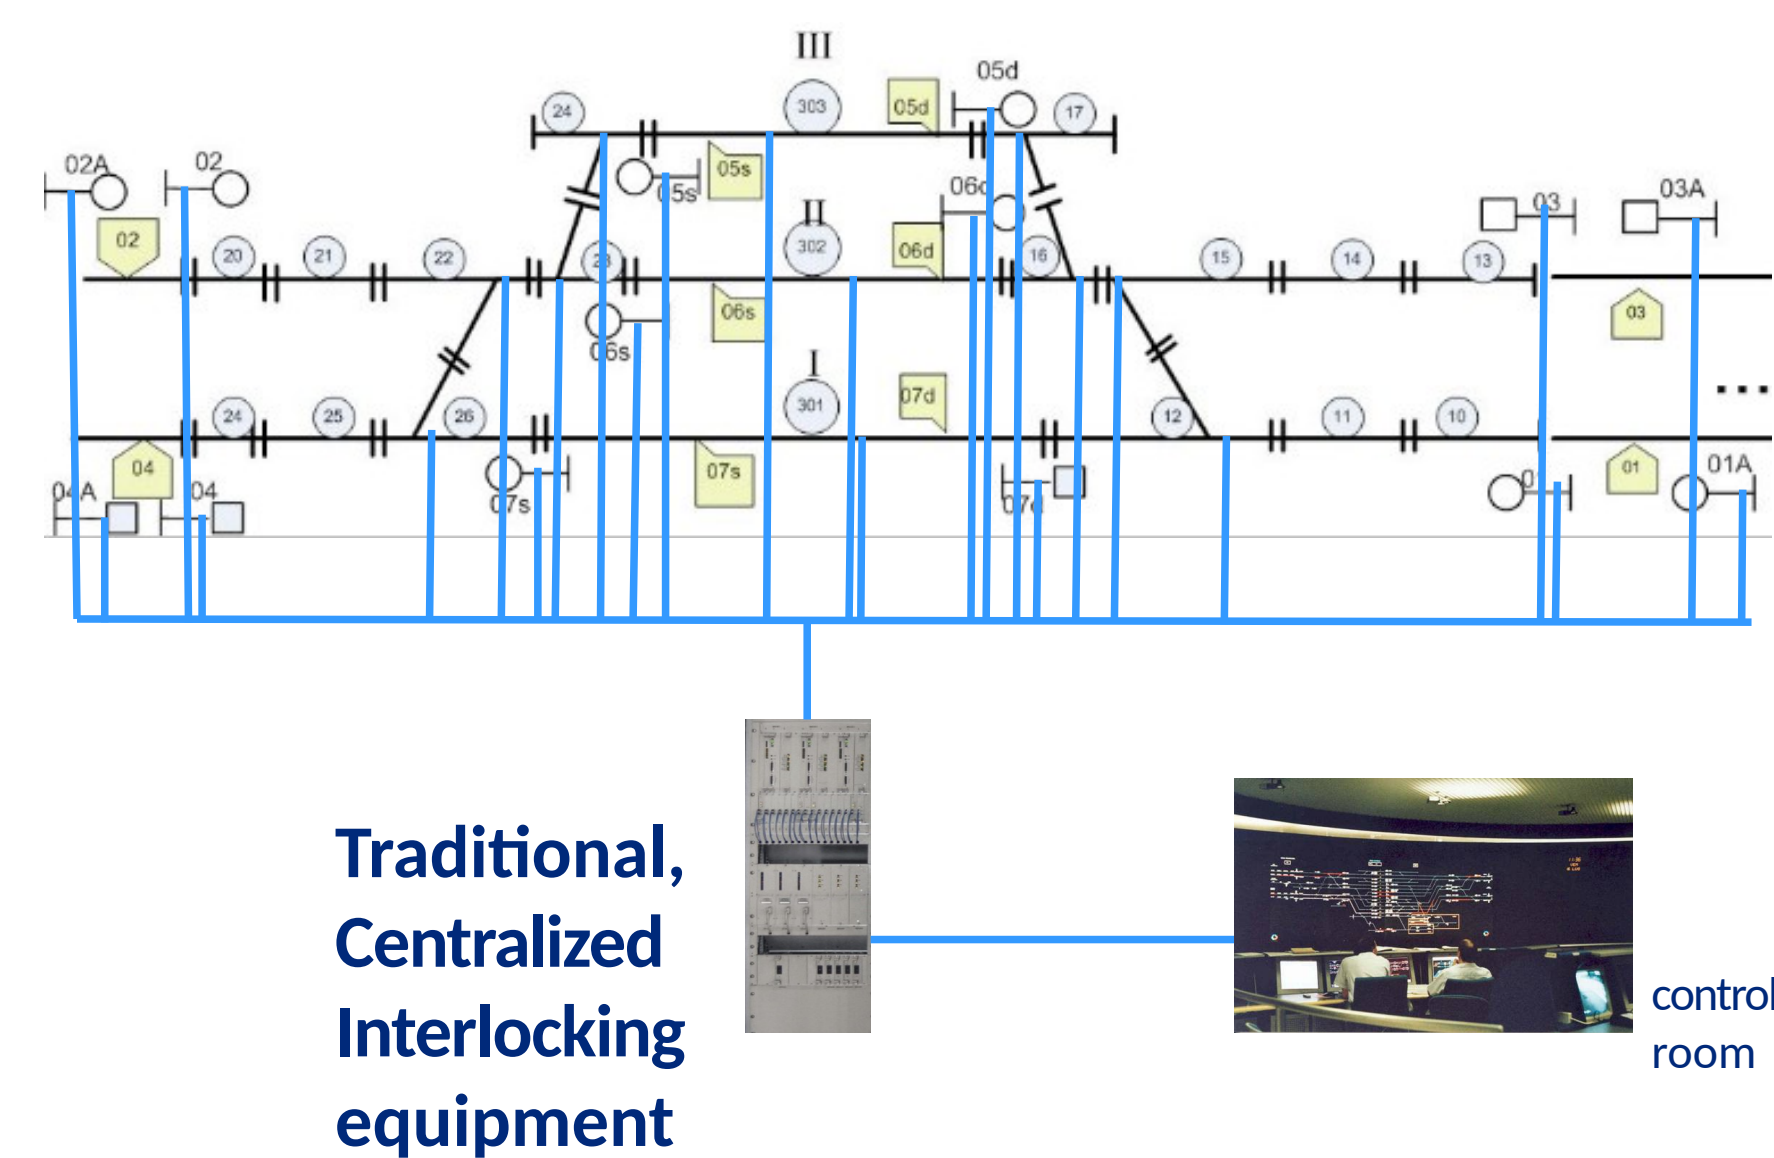 III
05d
24
303
05d
17
02A
02
05s
05s
06d
03
03A
II
02
20
21
22
23
302
06d
16
15
14
13
06s
03
06s
I
24
25
26
301
07d
12
11
10
...
04
07s
01
01A
04A
04
07s
07d
Traditional,
Centralized
Interlocking
equipment
control
room